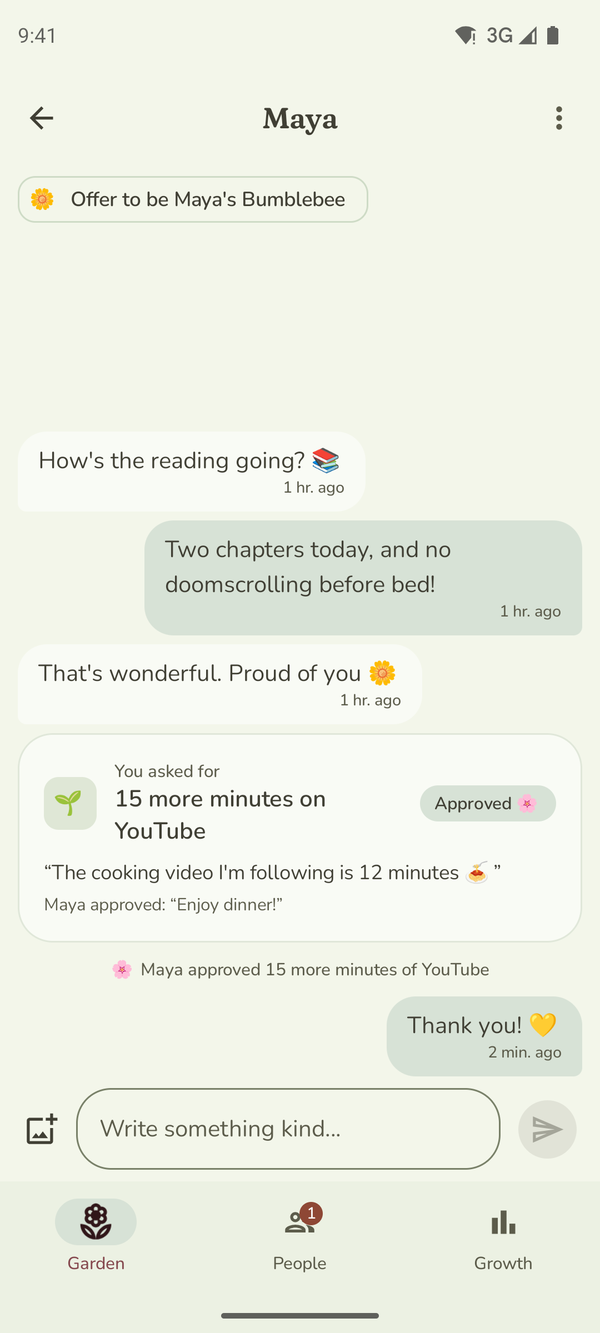 9:41
3G
Maya
Offer to be Maya's Bumblebee
How's the reading going? 📚
1 hr. ago
Two chapters today, and no
doomscrolling before bed!
1 hr. ago
That's wonderful. Proud of you 🌼
1 hr. ago
You asked for
15 more minutes on
YouTube
Approved 🌸
“The cooking video I'm following is 12 minutes 🍝 ”
Maya approved: “Enjoy dinner!”
🌸 Maya approved 15 more minutes of YouTube
Thank you! 💛
2 min. ago
Write something kind...
1
Garden
People
Growth